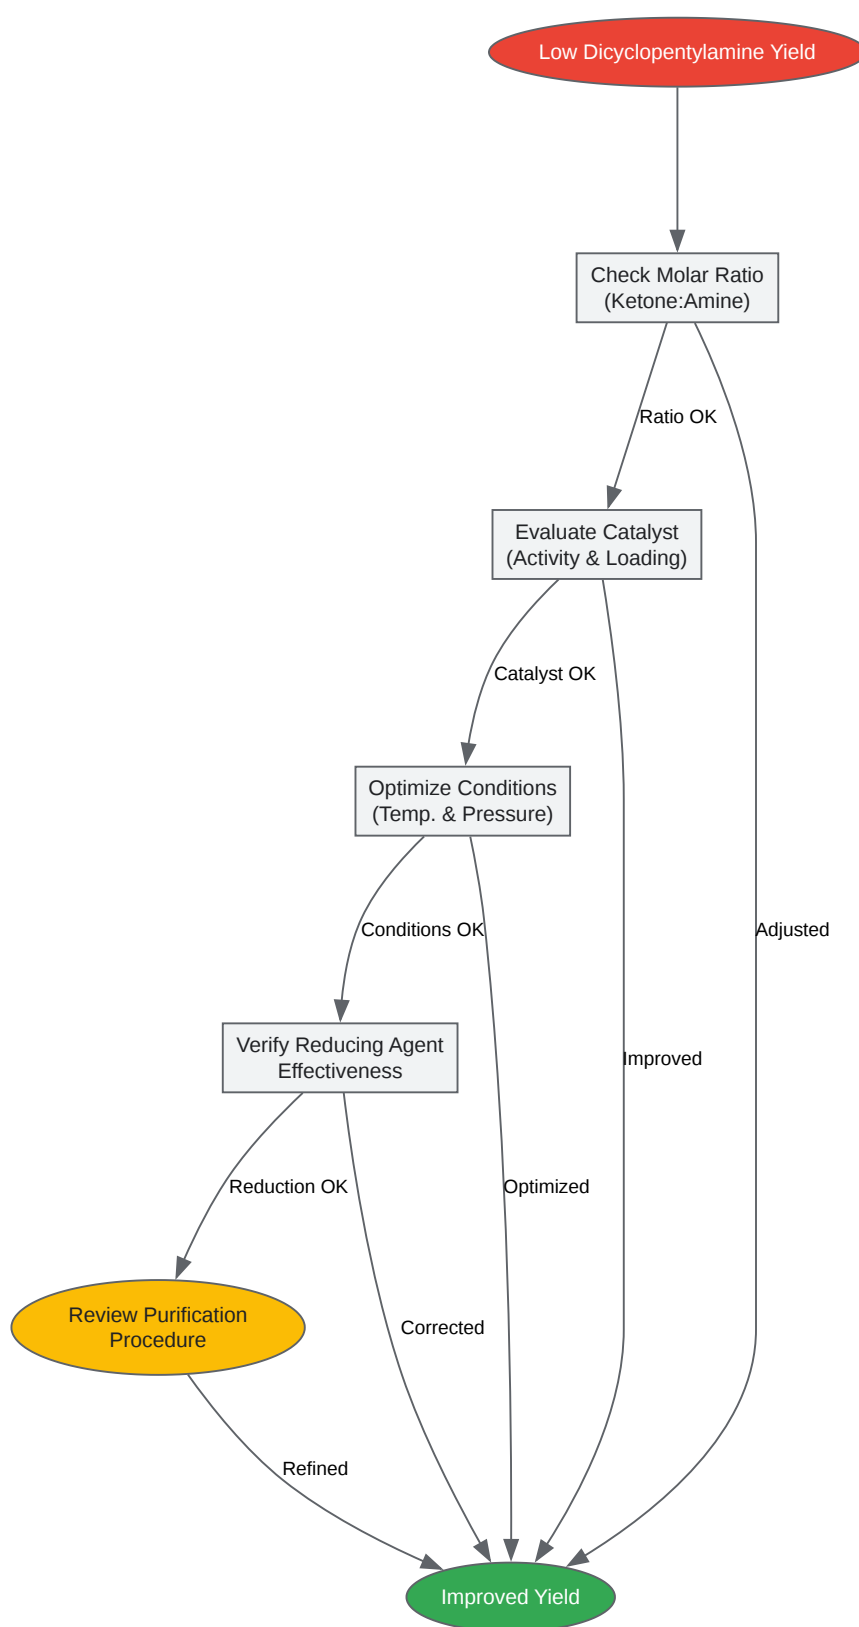 Low Dicyclopentylamine Yield
Check Molar Ratio
(Ketone:Amine)
Ratio OK
Evaluate Catalyst
(Activity & Loading)
Catalyst OK
Optimize Conditions
(Temp. & Pressure)
Conditions OK
Adjusted
Verify Reducing Agent
Effectiveness
Improved
Reduction OK
Optimized
Review Purification
Procedure
Corrected
Refined
Improved Yield